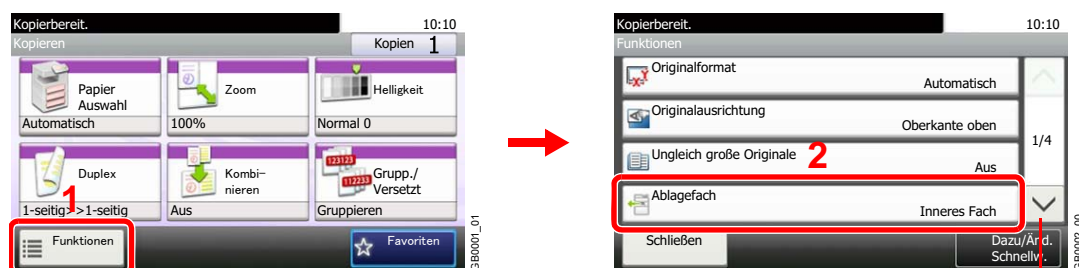 Kopierbereit. 10:10
Kopieren Kopien 1
Papier
Auswahl
Automatisch
Zoom
100%
Helligkeit
Normal 0
Duplex
1
1-seitig>>1-seitig
Kombi-
nieren
Aus
123123
112233
Grupp./
Versetzt
Gruppieren
Funktionen
Favoriten
GB0001_01
Kopierbereit. 10:10
Funktionen
Originalformat
Automatisch
Originalausrichtung
Oberkante oben
Ungleich große Originale
2
Aus
Ablagefach
Inneres Fach
1/4
Schließen
Dazu/Änd.
Schnellw.